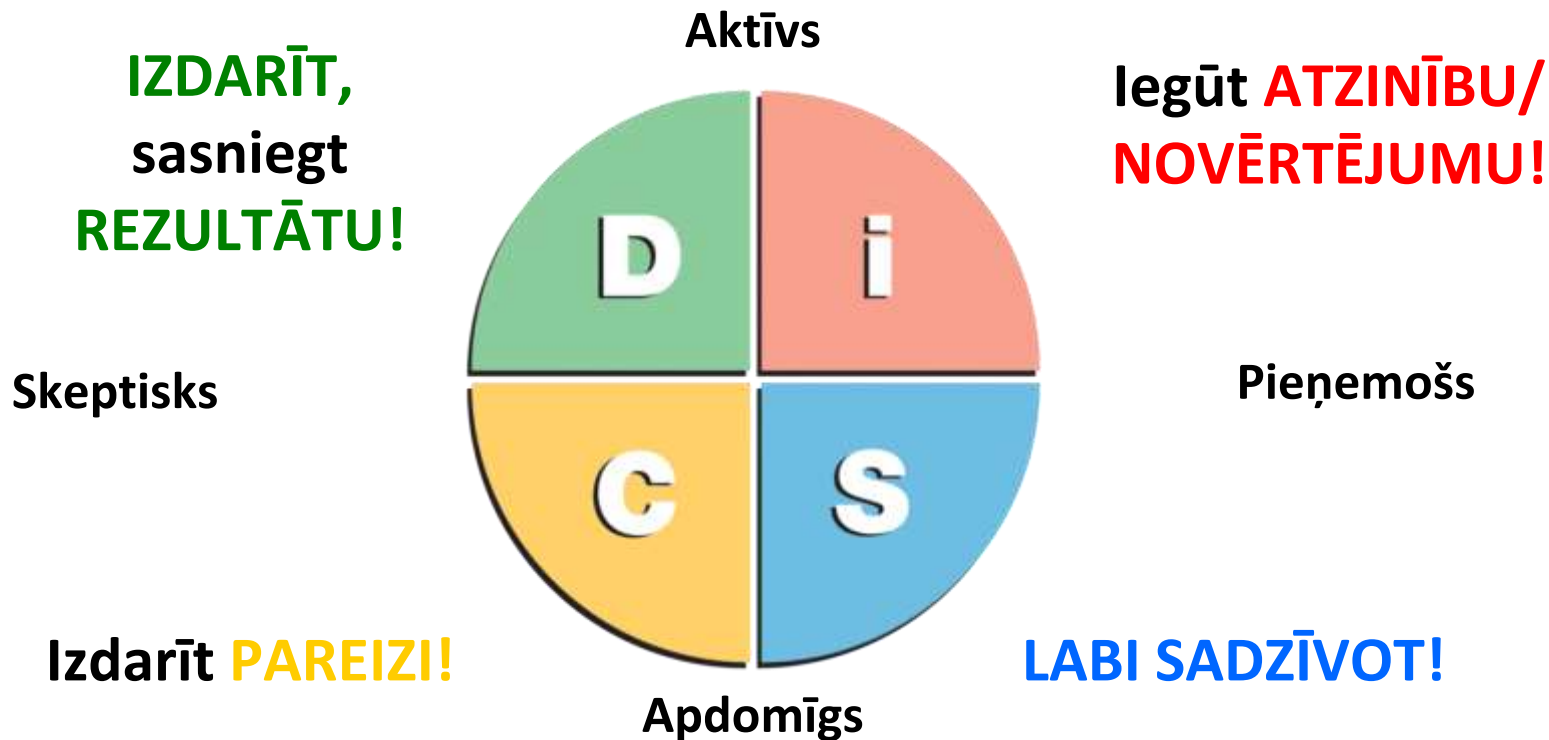 Aktīvs
IZDARĪT,
sasniegt
REZULTĀTU!
Iegūt ATZINĪBU/
NOVĒRTĒJUMU!
D
i
Skeptisks
Pieņemošs
C
S
Izdarīt PAREIZI!
LABI SADZĪVOT!
Apdomīgs